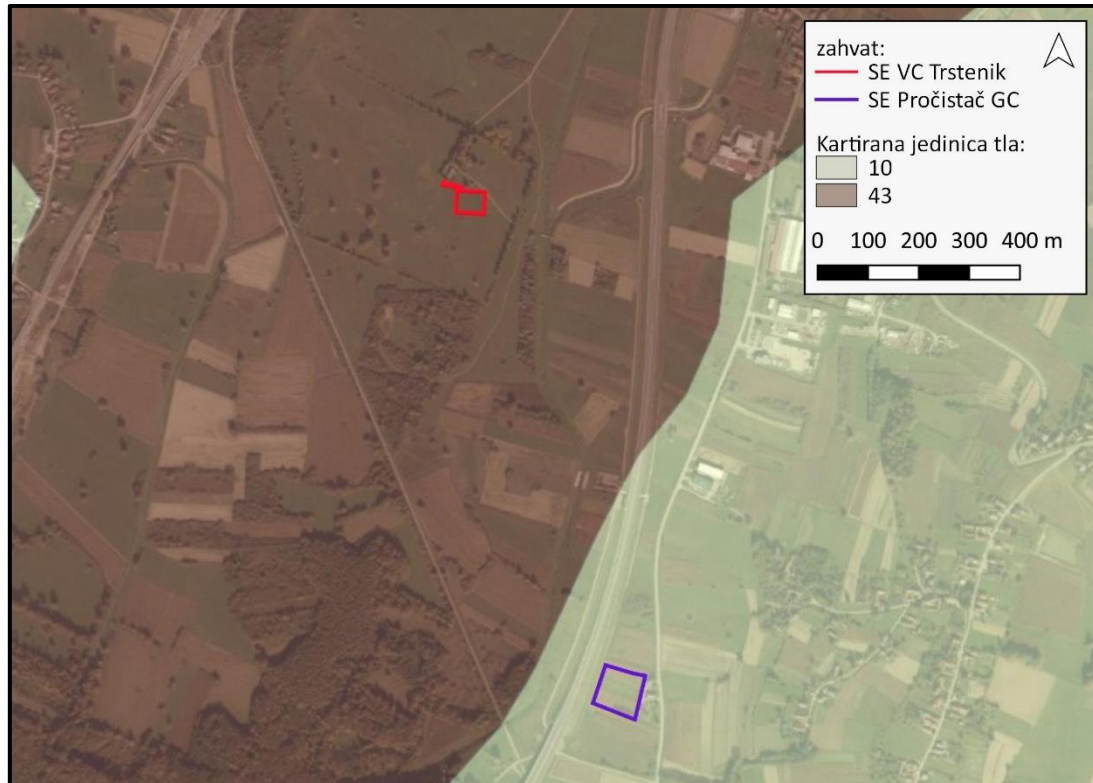 zahvat:
SE VC Trstenik
SE Pročistač GC
Kartirana jedinica tla:
10
43
0 100 200 300 400 m